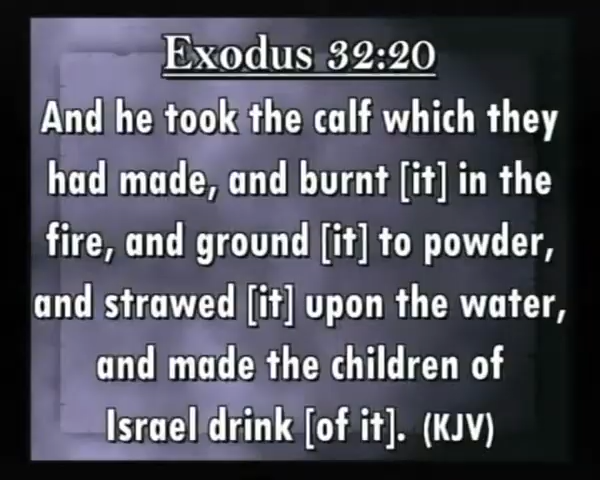 Exodus 32:20
And he took the calf which they
had made, and burnt [it] in the
fire, and ground [it] to powder,
and strawed [it] upon the water,
and made the children of
Israel drink [of it]. (KJV)